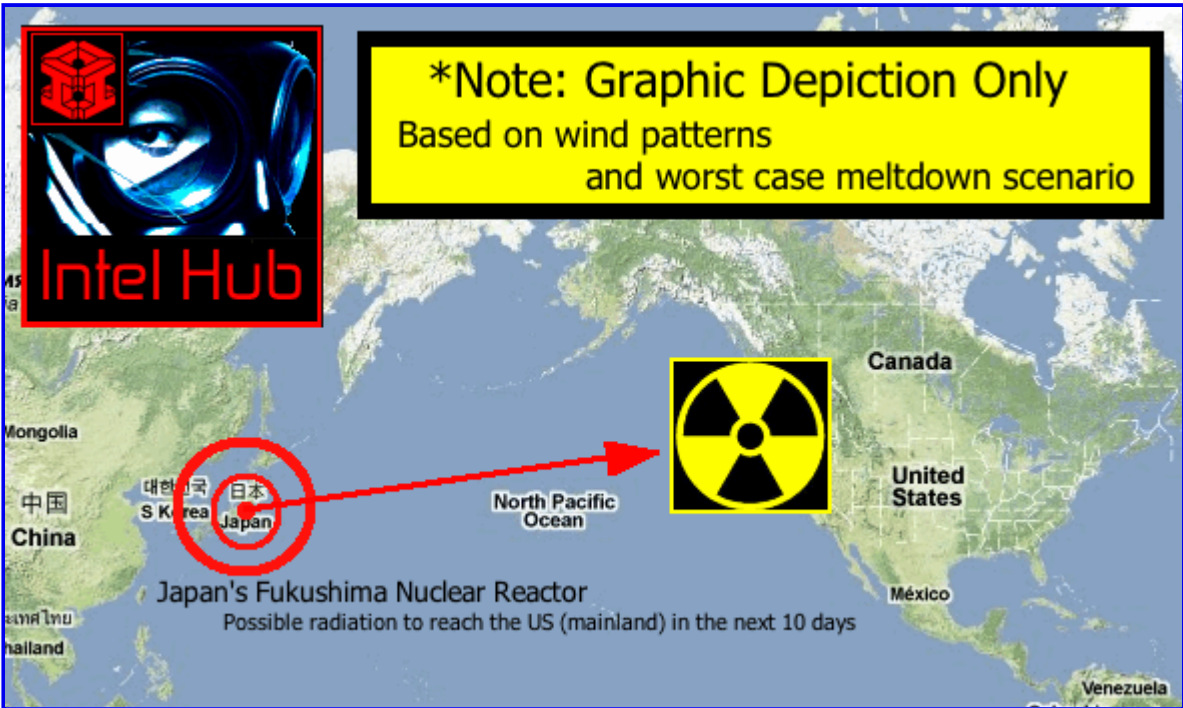 *Note: Graphic Depiction Only
Based on wind patterns
and worst case meltdown scenario
Intel Hub
Canada
Mongolia
United
States
대한 국
日本
中国
S K rea
Japan
North Pacific
Ocean
China
Japan's Fukushima Nuclear Reactor
México
Possible radiation to reach the US (mainland) in the next 10 days
hailand
Venezuela